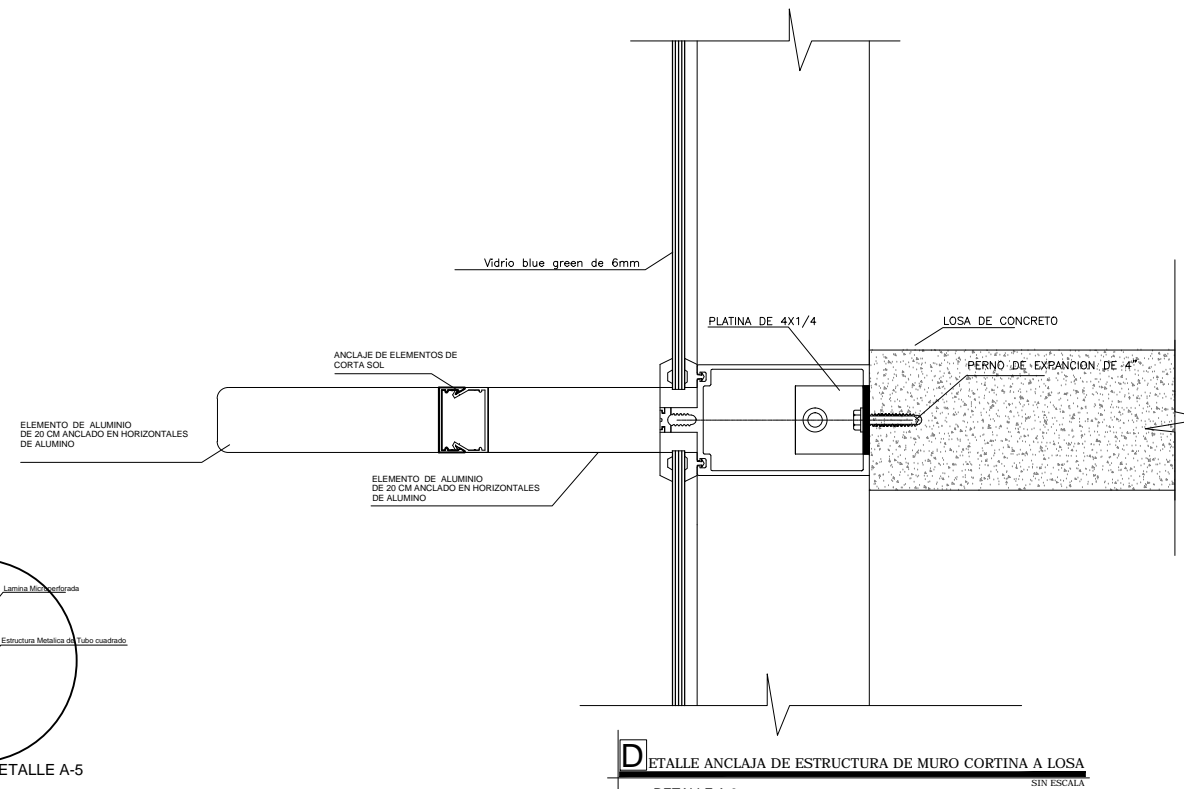 Vidrio blue green de 6mm
PLATINA DE 4X1/4
LOSA DE CONCRETO
ANCLAJE DE ELEMENTOS DE
CORTA SOL
PERNO DE EXPANCION DE 4"
ELEMENTO DE ALUMINIO
DE 20 CM ANCLADO EN HORIZONTALES
DE ALUMINO
ELEMENTO DE ALUMINIO
DE 20 CM ANCLADO EN HORIZONTALES
DE ALUMINO
Lamina Microperforada
Estructura Metalica de Tubo cuadrado
ETALLE A-5
DETALLE ANCLAJA DE ESTRUCTURA DE MURO CORTINA A LOSA
SIN ESCALA